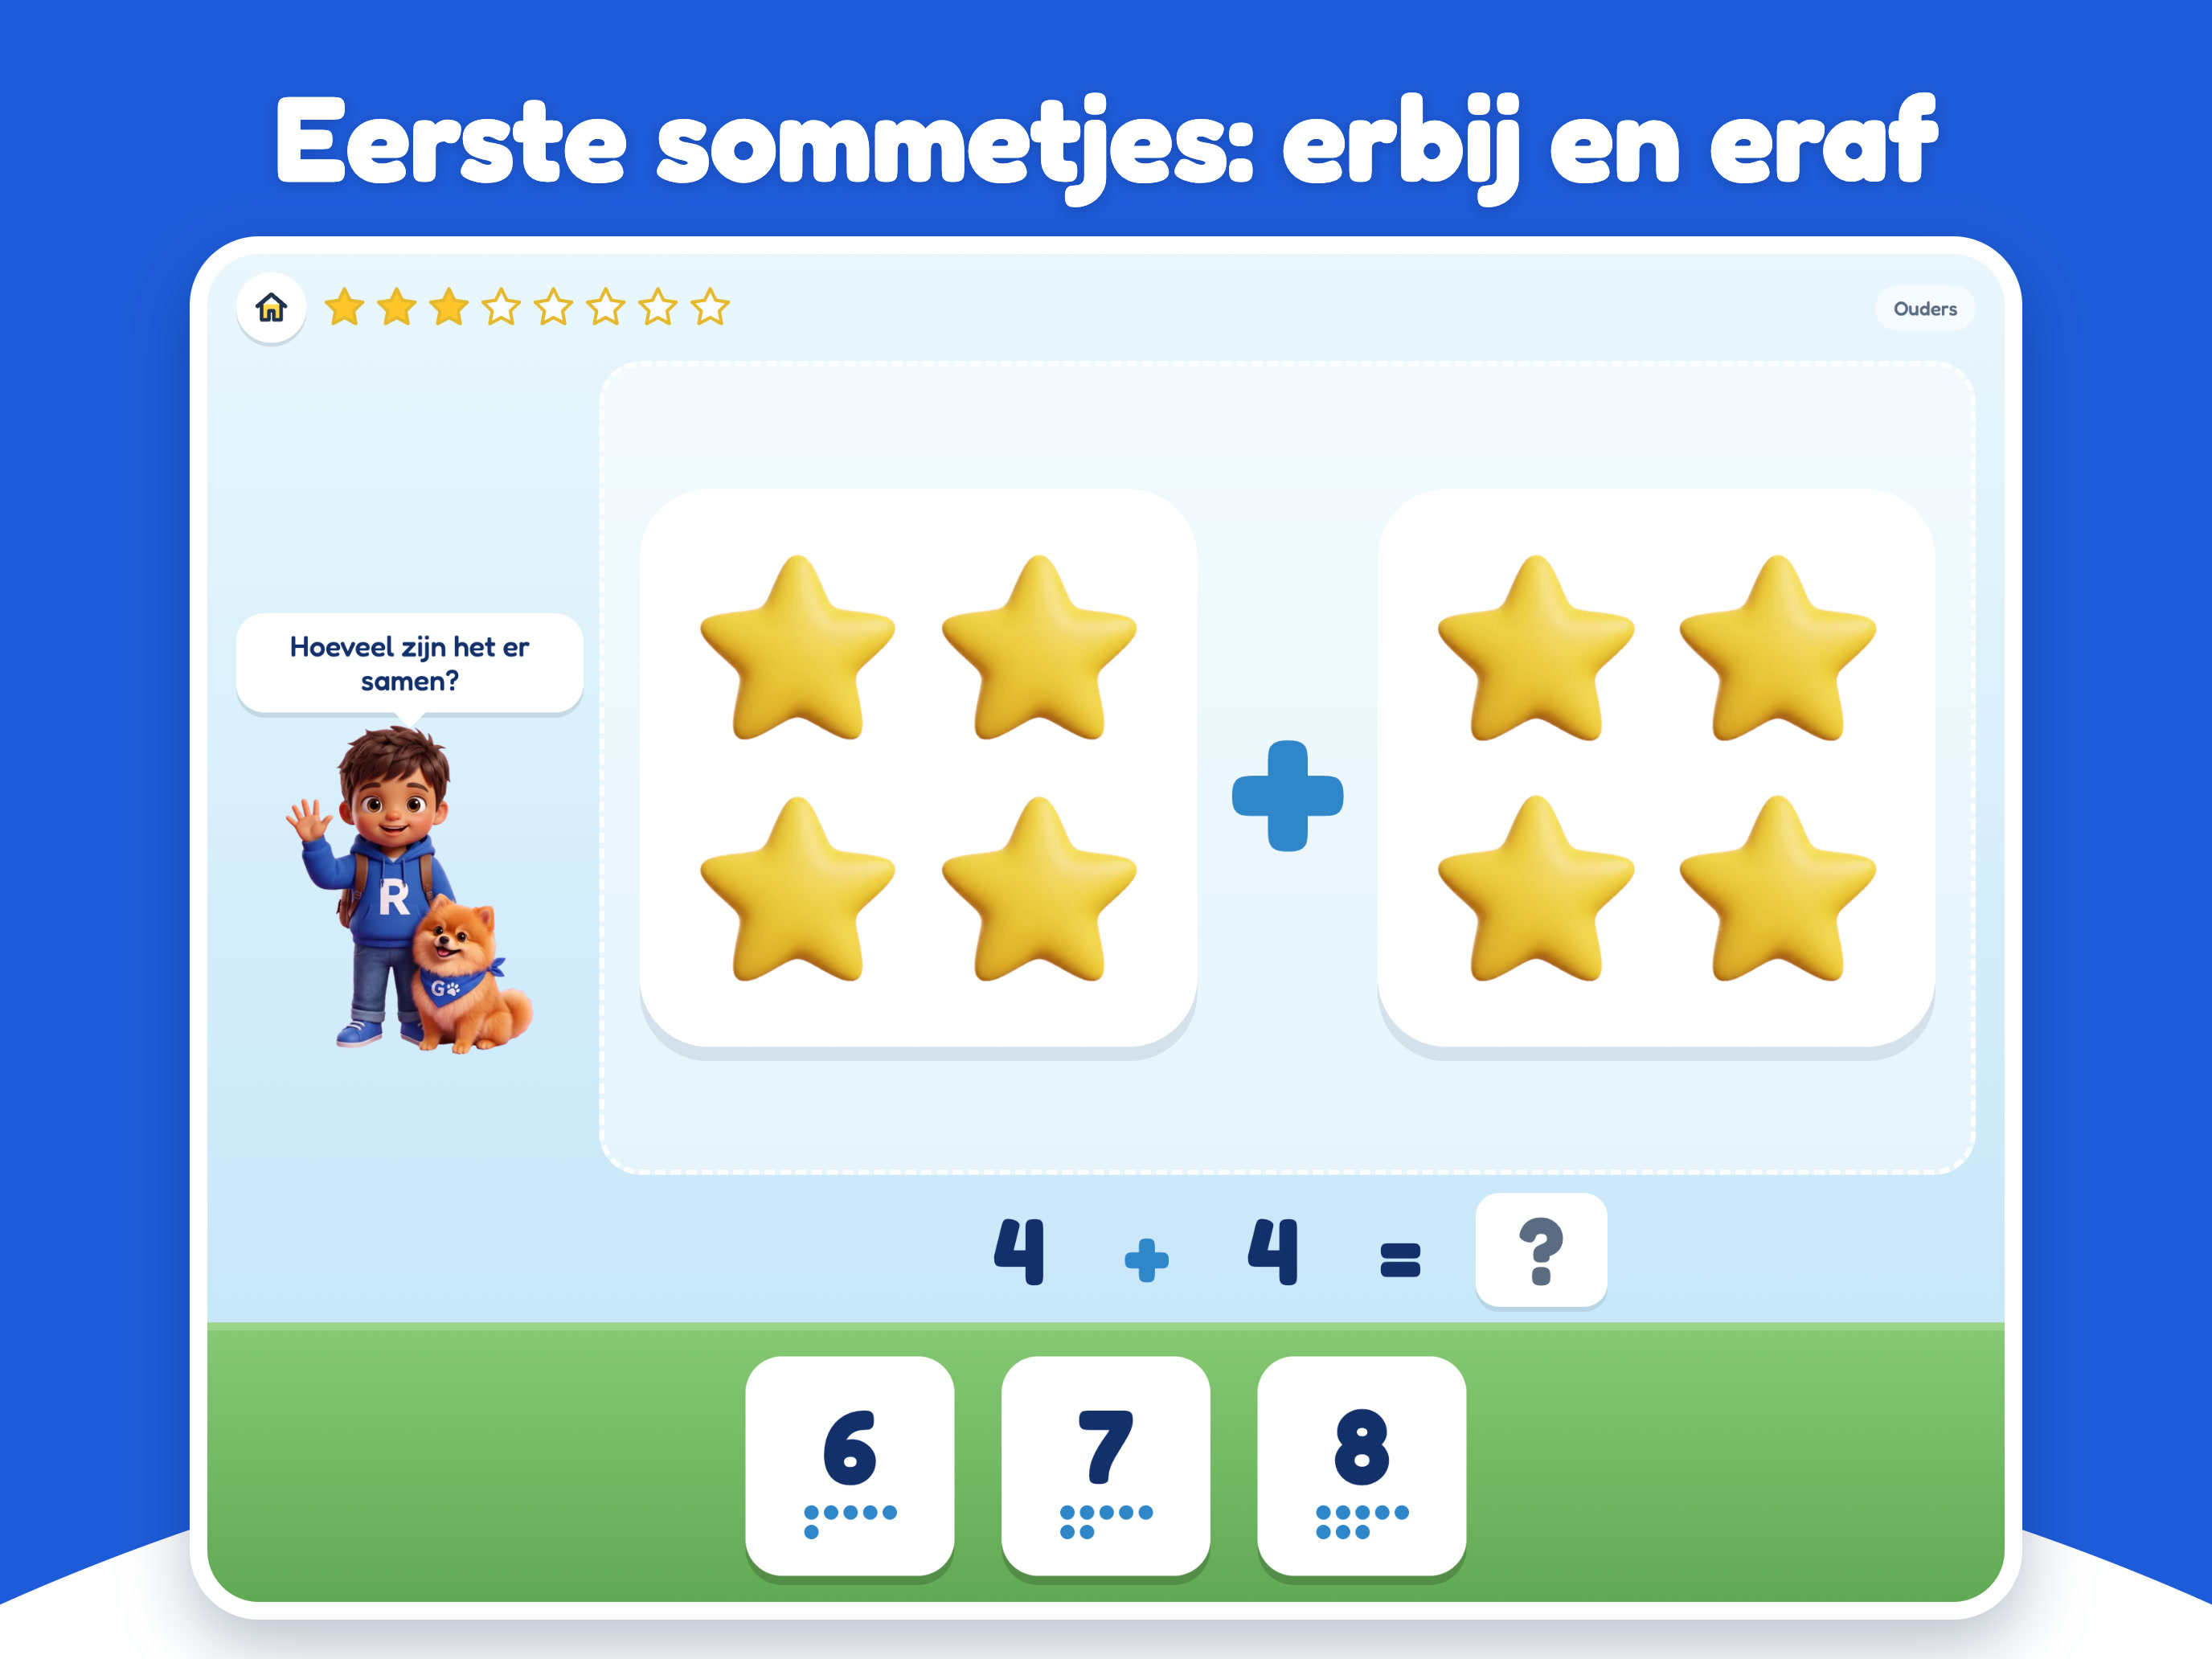 Eerste sommetjes: erbij en eraf
Ouders
Hoeveel zijn het er
samen?
R
G
4 + 4 = ?
6 7 8